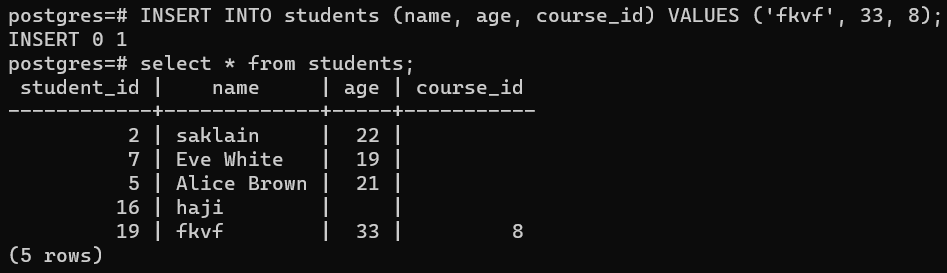 postgres=# INSERT INTO students (name, age, course_id) VALUES ('fkvf', 33, 8);
INSERT 0 1
postgres=# select * from students;
 student_id |    name     | age | course_id
------------+-------------+-----+-----------
          2 | saklain     |  22 |
          7 | Eve White   |  19 |
          5 | Alice Brown |  21 |
         16 | haji        |     |
         19 | fkvf        |  33 |         8
(5 rows)